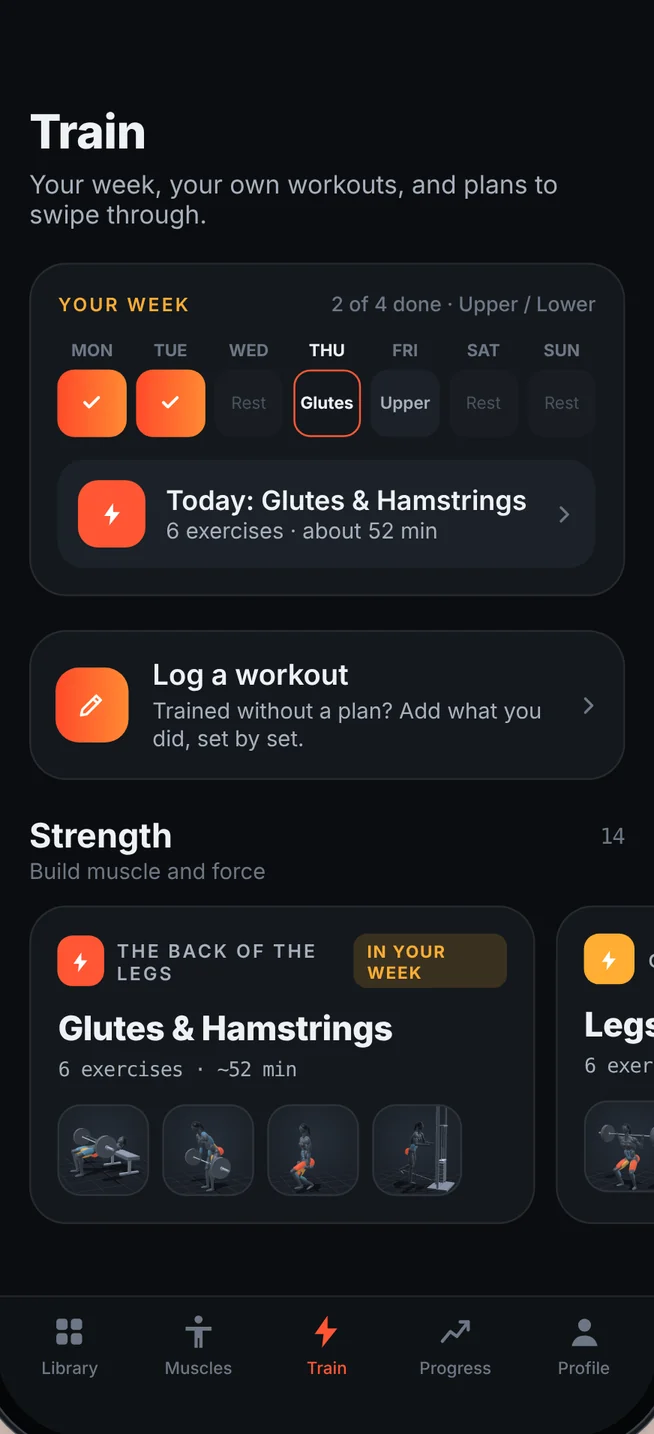 Train
Your week, your own workouts, and plans to
swipe through.
YOUR WEEK
2 of 4 done · Upper / Lower
MON TUE WED THU FRI SAT SUN
Rest Glutes Upper Rest Rest
Today: Glutes & Hamstrings
6 exercises · about 52 min
Log a workout
Trained without a plan? Add what you
did, set by set.
Strength
14
Build muscle and force
THE BACK OF THE
LEGS
IN YOUR
WEEK
Glutes & Hamstrings
6 exercises · ~52 min
Legs
6 exer
Library Muscles Train Progress Profile